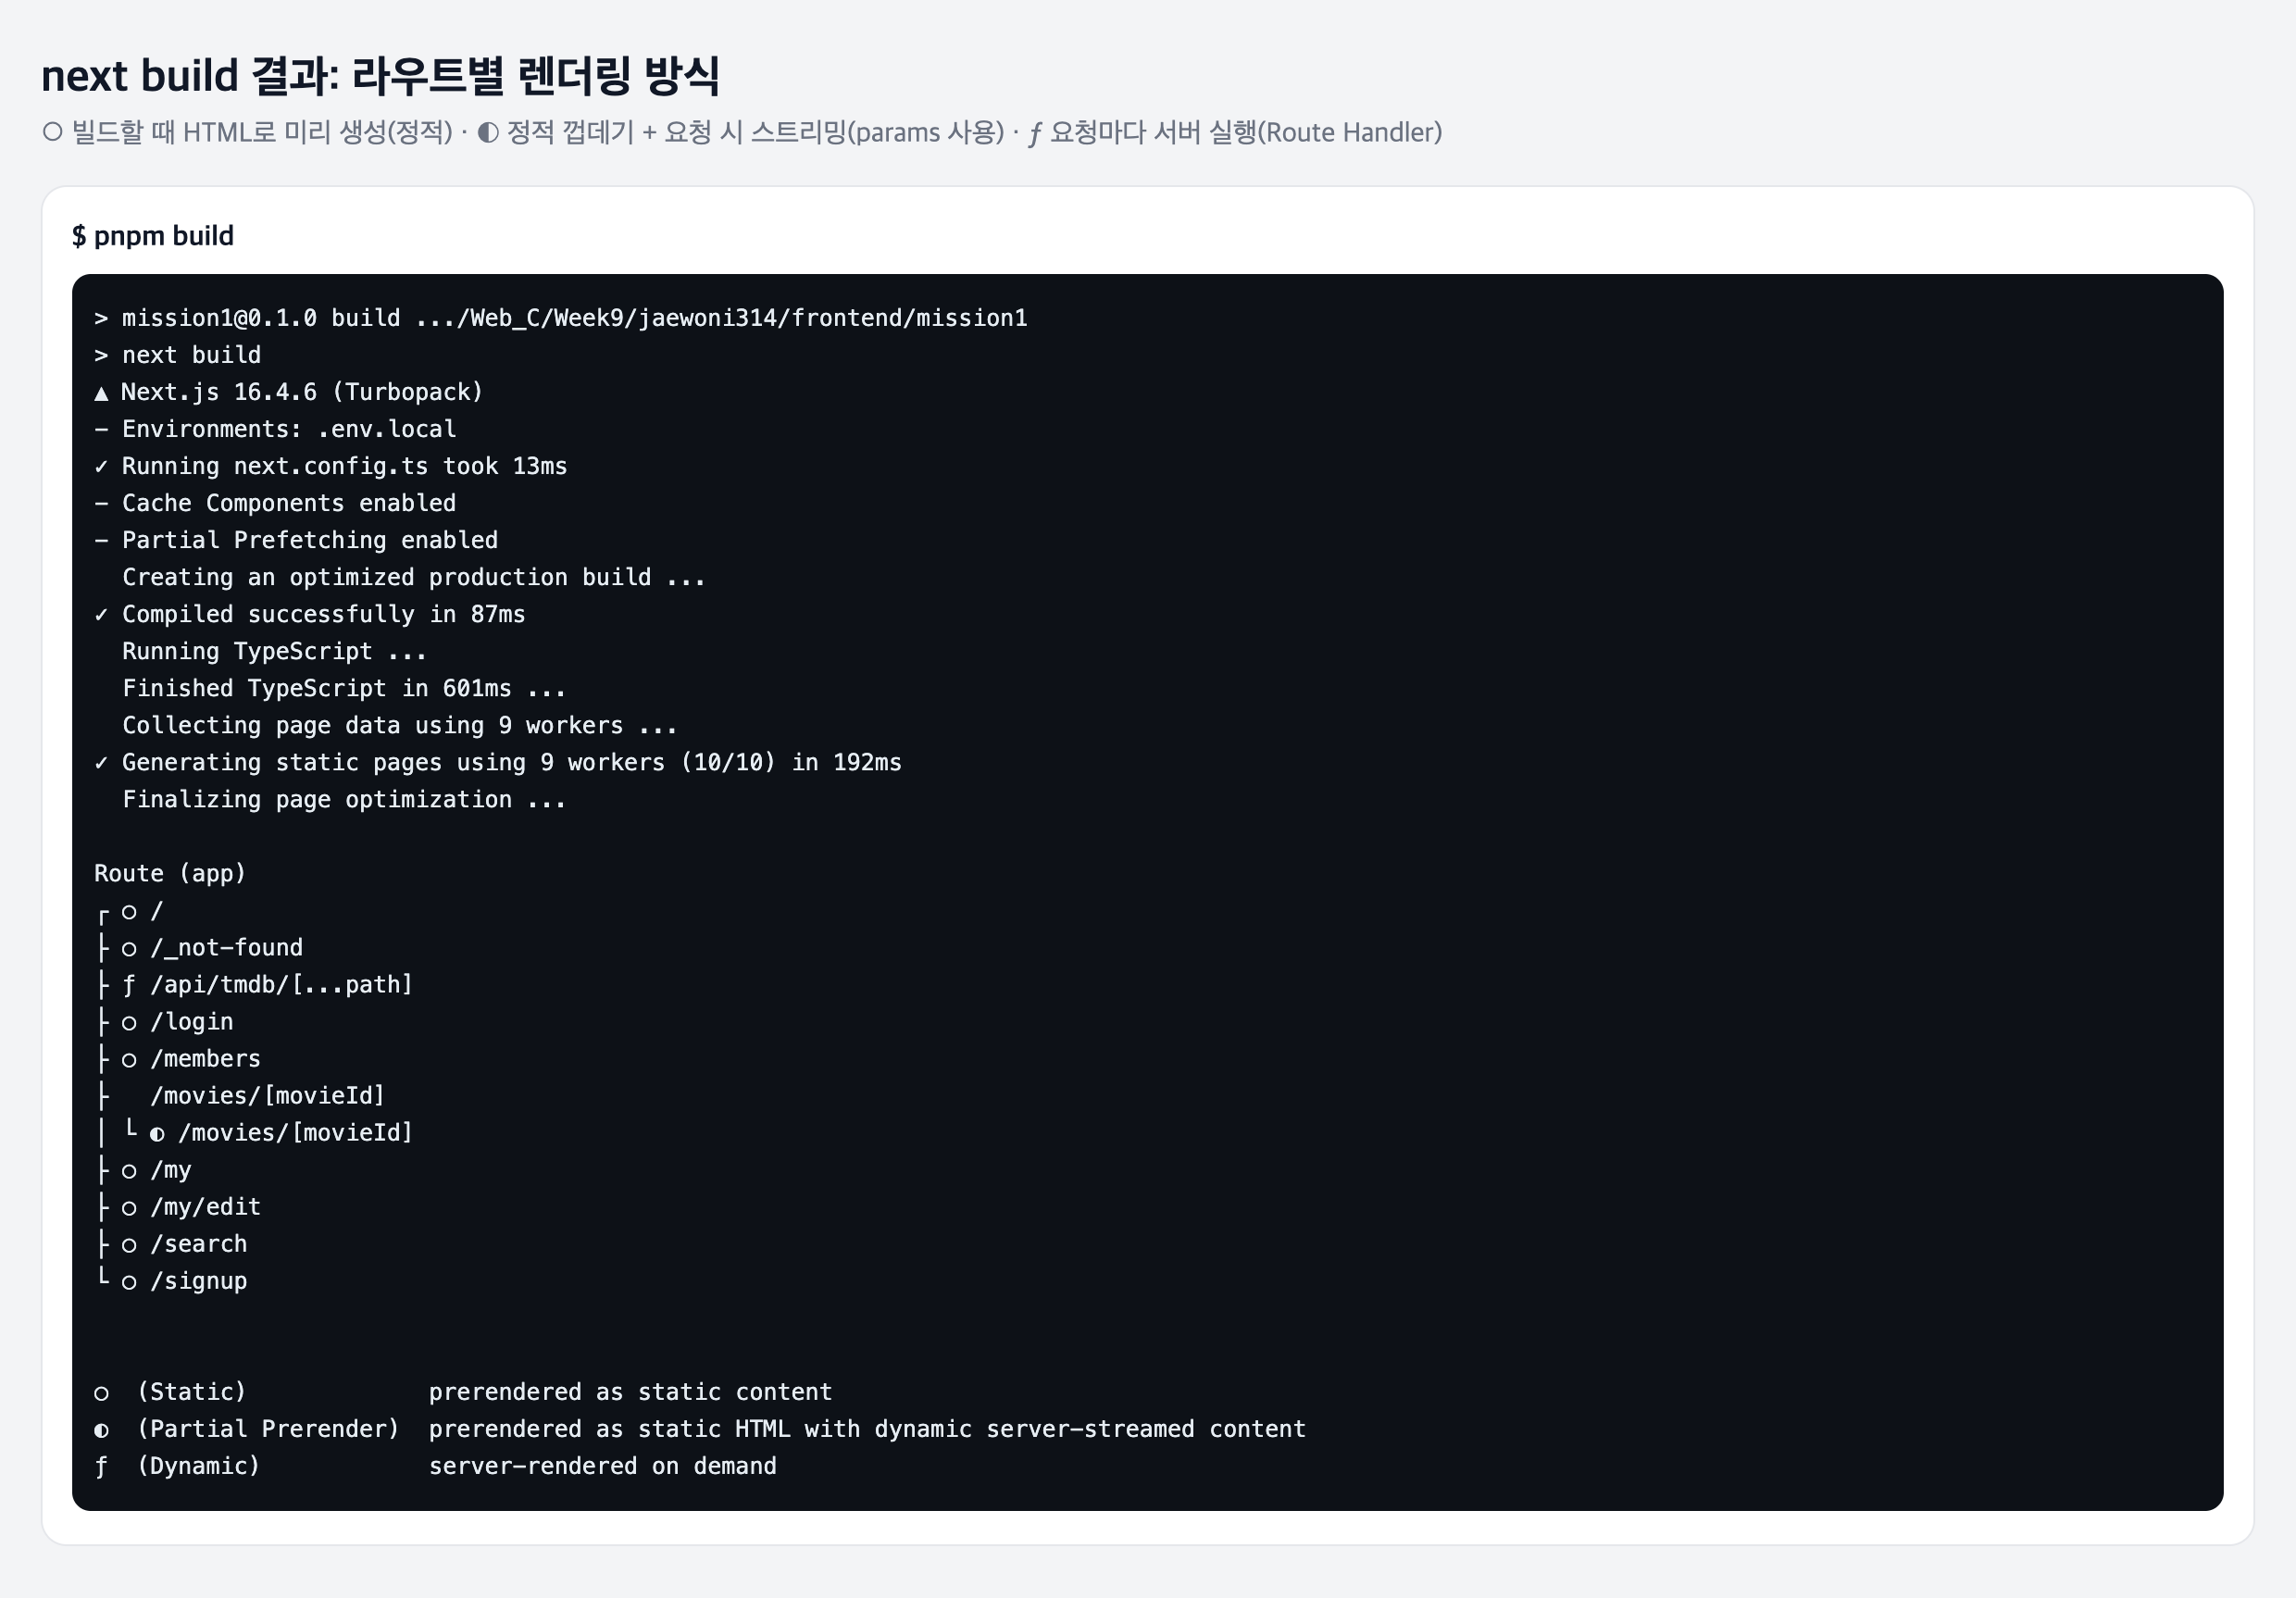 next build 결과: 라우트별 렌더링 방식
○ 빌드할 때 HTML로 미리 생성(정적) · ◐ 정적 껍데기 + 요청 시 스트리밍(params 사용) · ƒ 요청마다 서버 실행(Route Handler)
$ pnpm build
> mission1@0.1.0 build .../Web_C/Week9/jaewoni314/frontend/mission1
> next build
▲ Next.js 16.4.6 (Turbopack)
- Environments: .env.local
✓ Running next.config.ts took 13ms
- Cache Components enabled
- Partial Prefetching enabled
  Creating an optimized production build ...
✓ Compiled successfully in 87ms
  Running TypeScript ...
  Finished TypeScript in 601ms ...
  Collecting page data using 9 workers ...
✓ Generating static pages using 9 workers (10/10) in 192ms
  Finalizing page optimization ...
Route (app)
┌ ○ /
├ ○ /_not-found
├ ƒ /api/tmdb/[...path]
├ ○ /login
├ ○ /members
├   /movies/[movieId]
│ └ ◐ /movies/[movieId]
├ ○ /my
├ ○ /my/edit
├ ○ /search
└ ○ /signup
○  (Static)             prerendered as static content
◐  (Partial Prerender)  prerendered as static HTML with dynamic server-streamed content
ƒ  (Dynamic)            server-rendered on demand